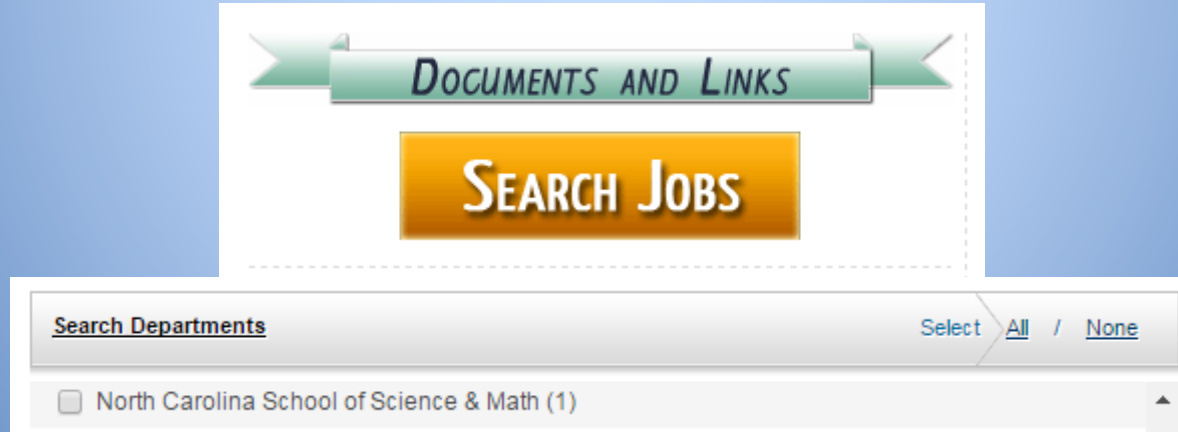 Documents and Links
Search Jobs
Search Departments Select All / None
North Carolina School of Science & Math (1)